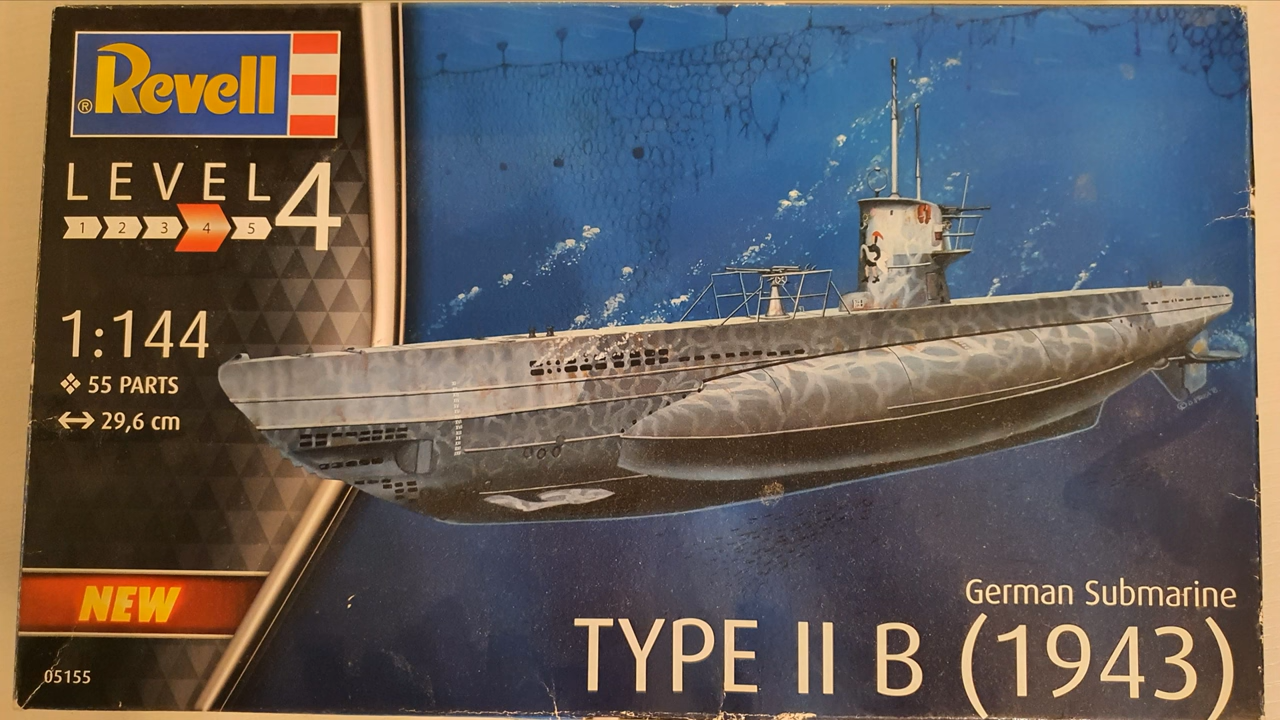 ® Revell
LEVEL 4
1 2 3 4 5
1:144
❖ 55 PARTS
↔ 29,6 cm
NEW
05155
German Submarine
TYPE II B (1943)